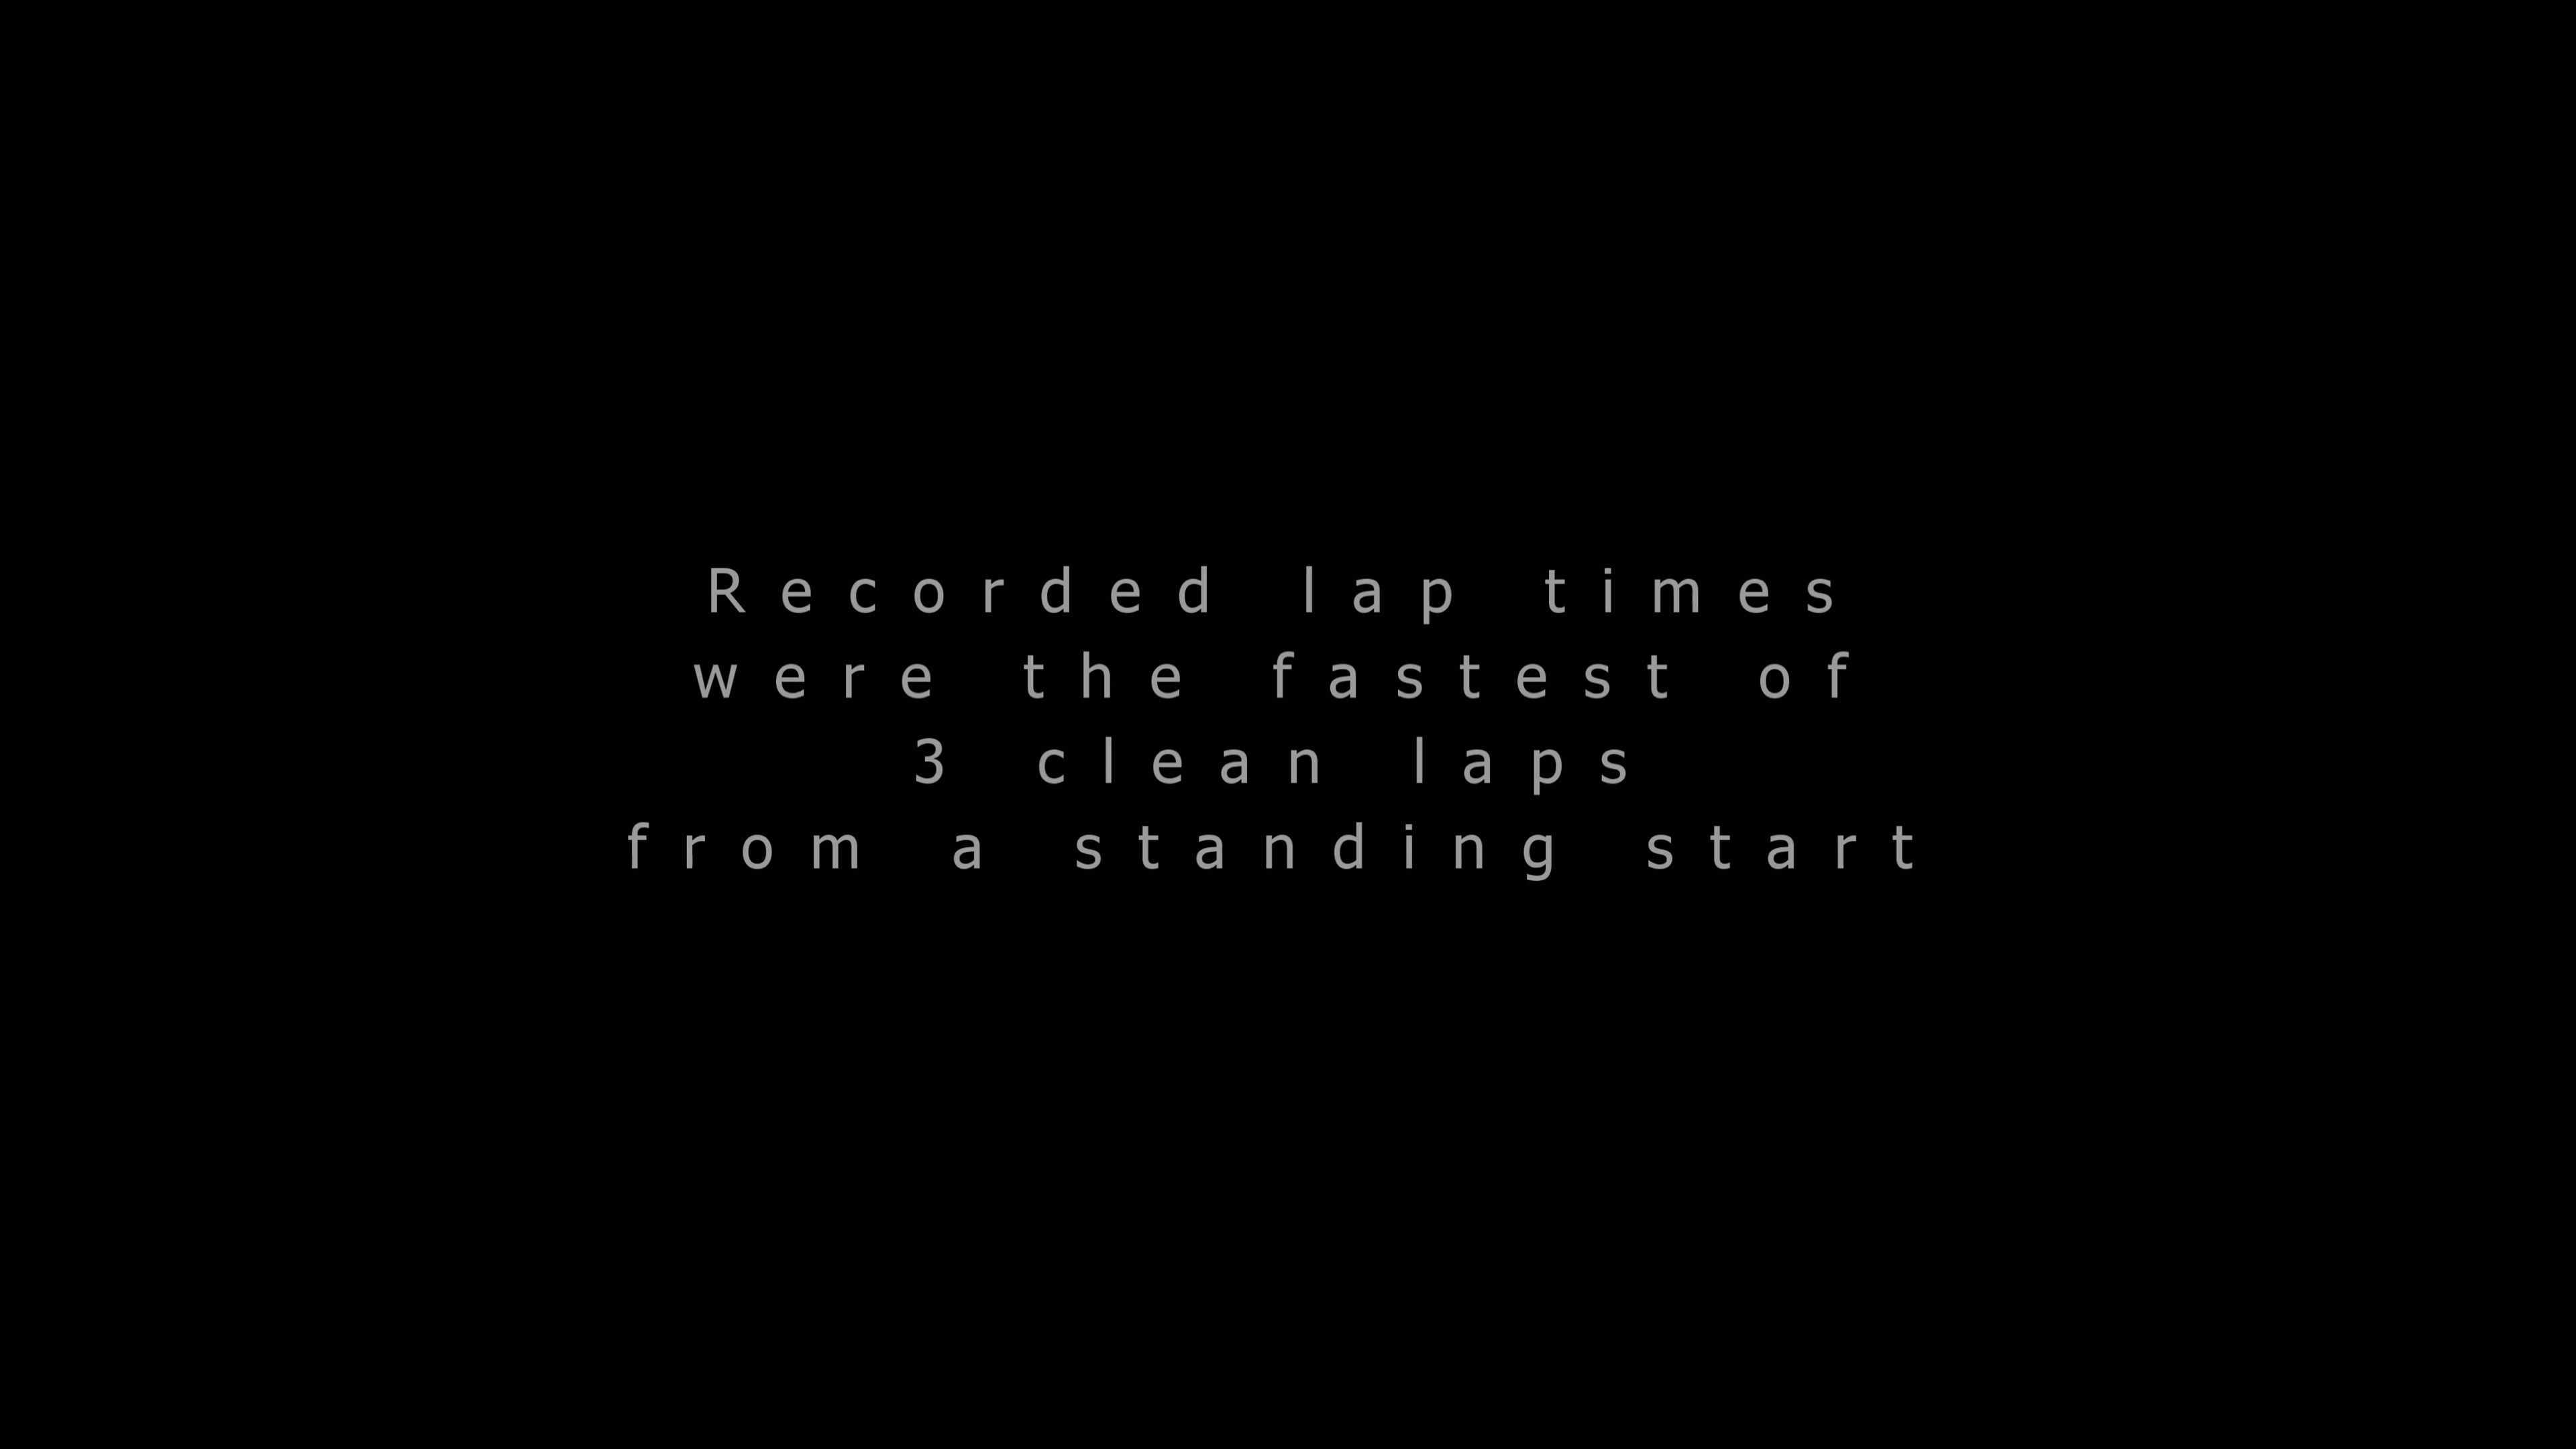 Recorded lap times
were the fastest of
3 clean laps
from a standing start